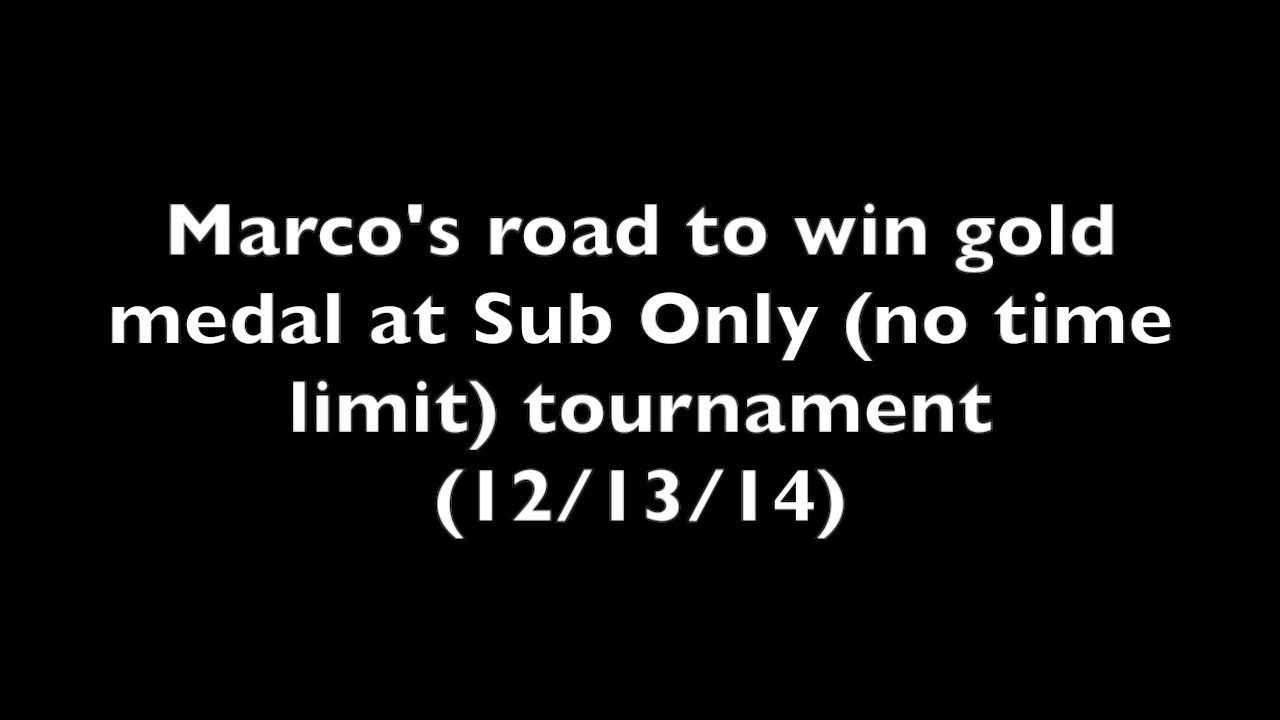 Marco's road to win gold
medal at Sub Only (no time
limit) tournament
(12/13/14)